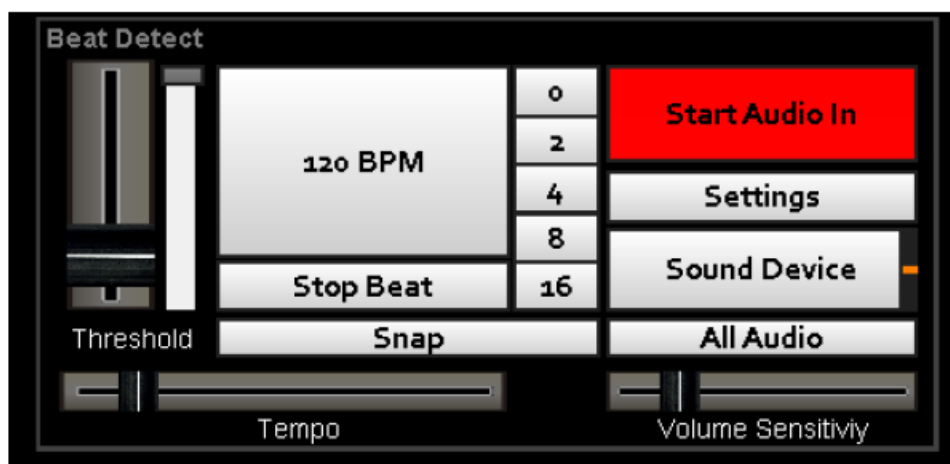 Beat Detect
120 BPM
0
2
4
8
16
Start Audio In
Settings
Sound Device
Stop Beat
Threshold
Snap
All Audio
Tempo
Volume Sensitiviy